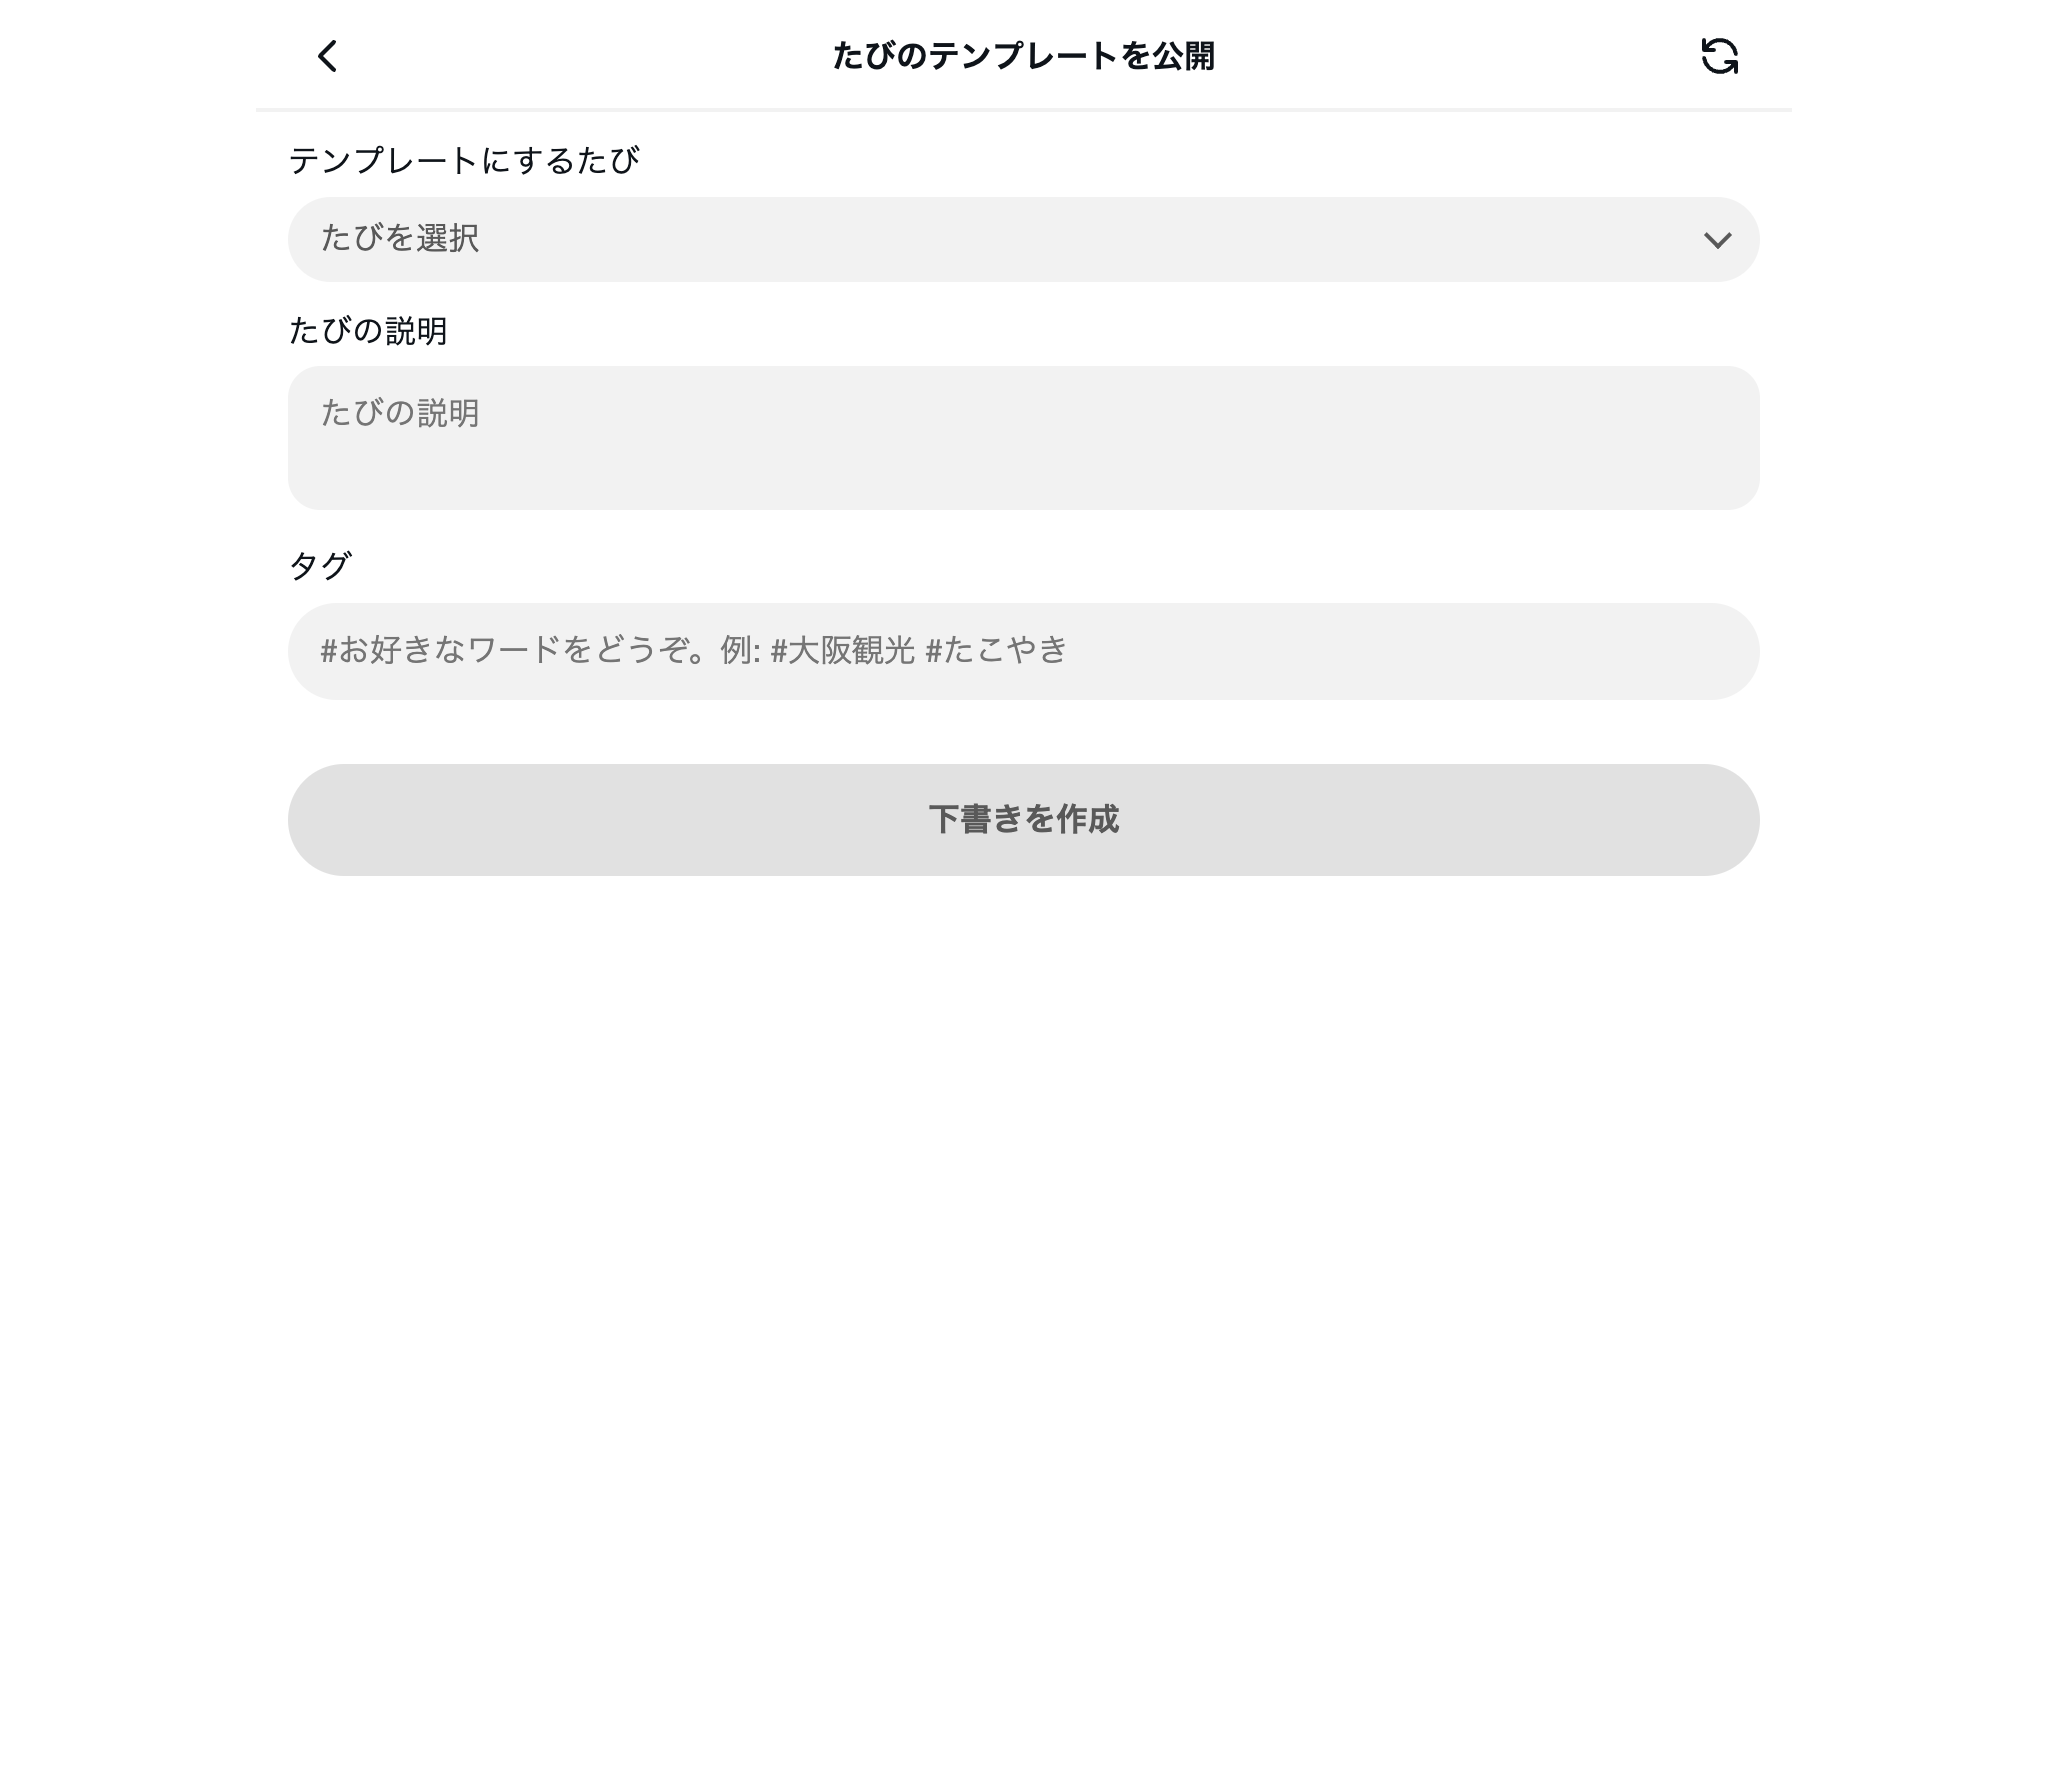 たびのテンプレートを公開
テンプレートにするたび
たびを選択
たびの説明
たびの説明
タグ
#お好きなワードをどうぞ。例: #大阪観光 #たこやき
下書きを作成